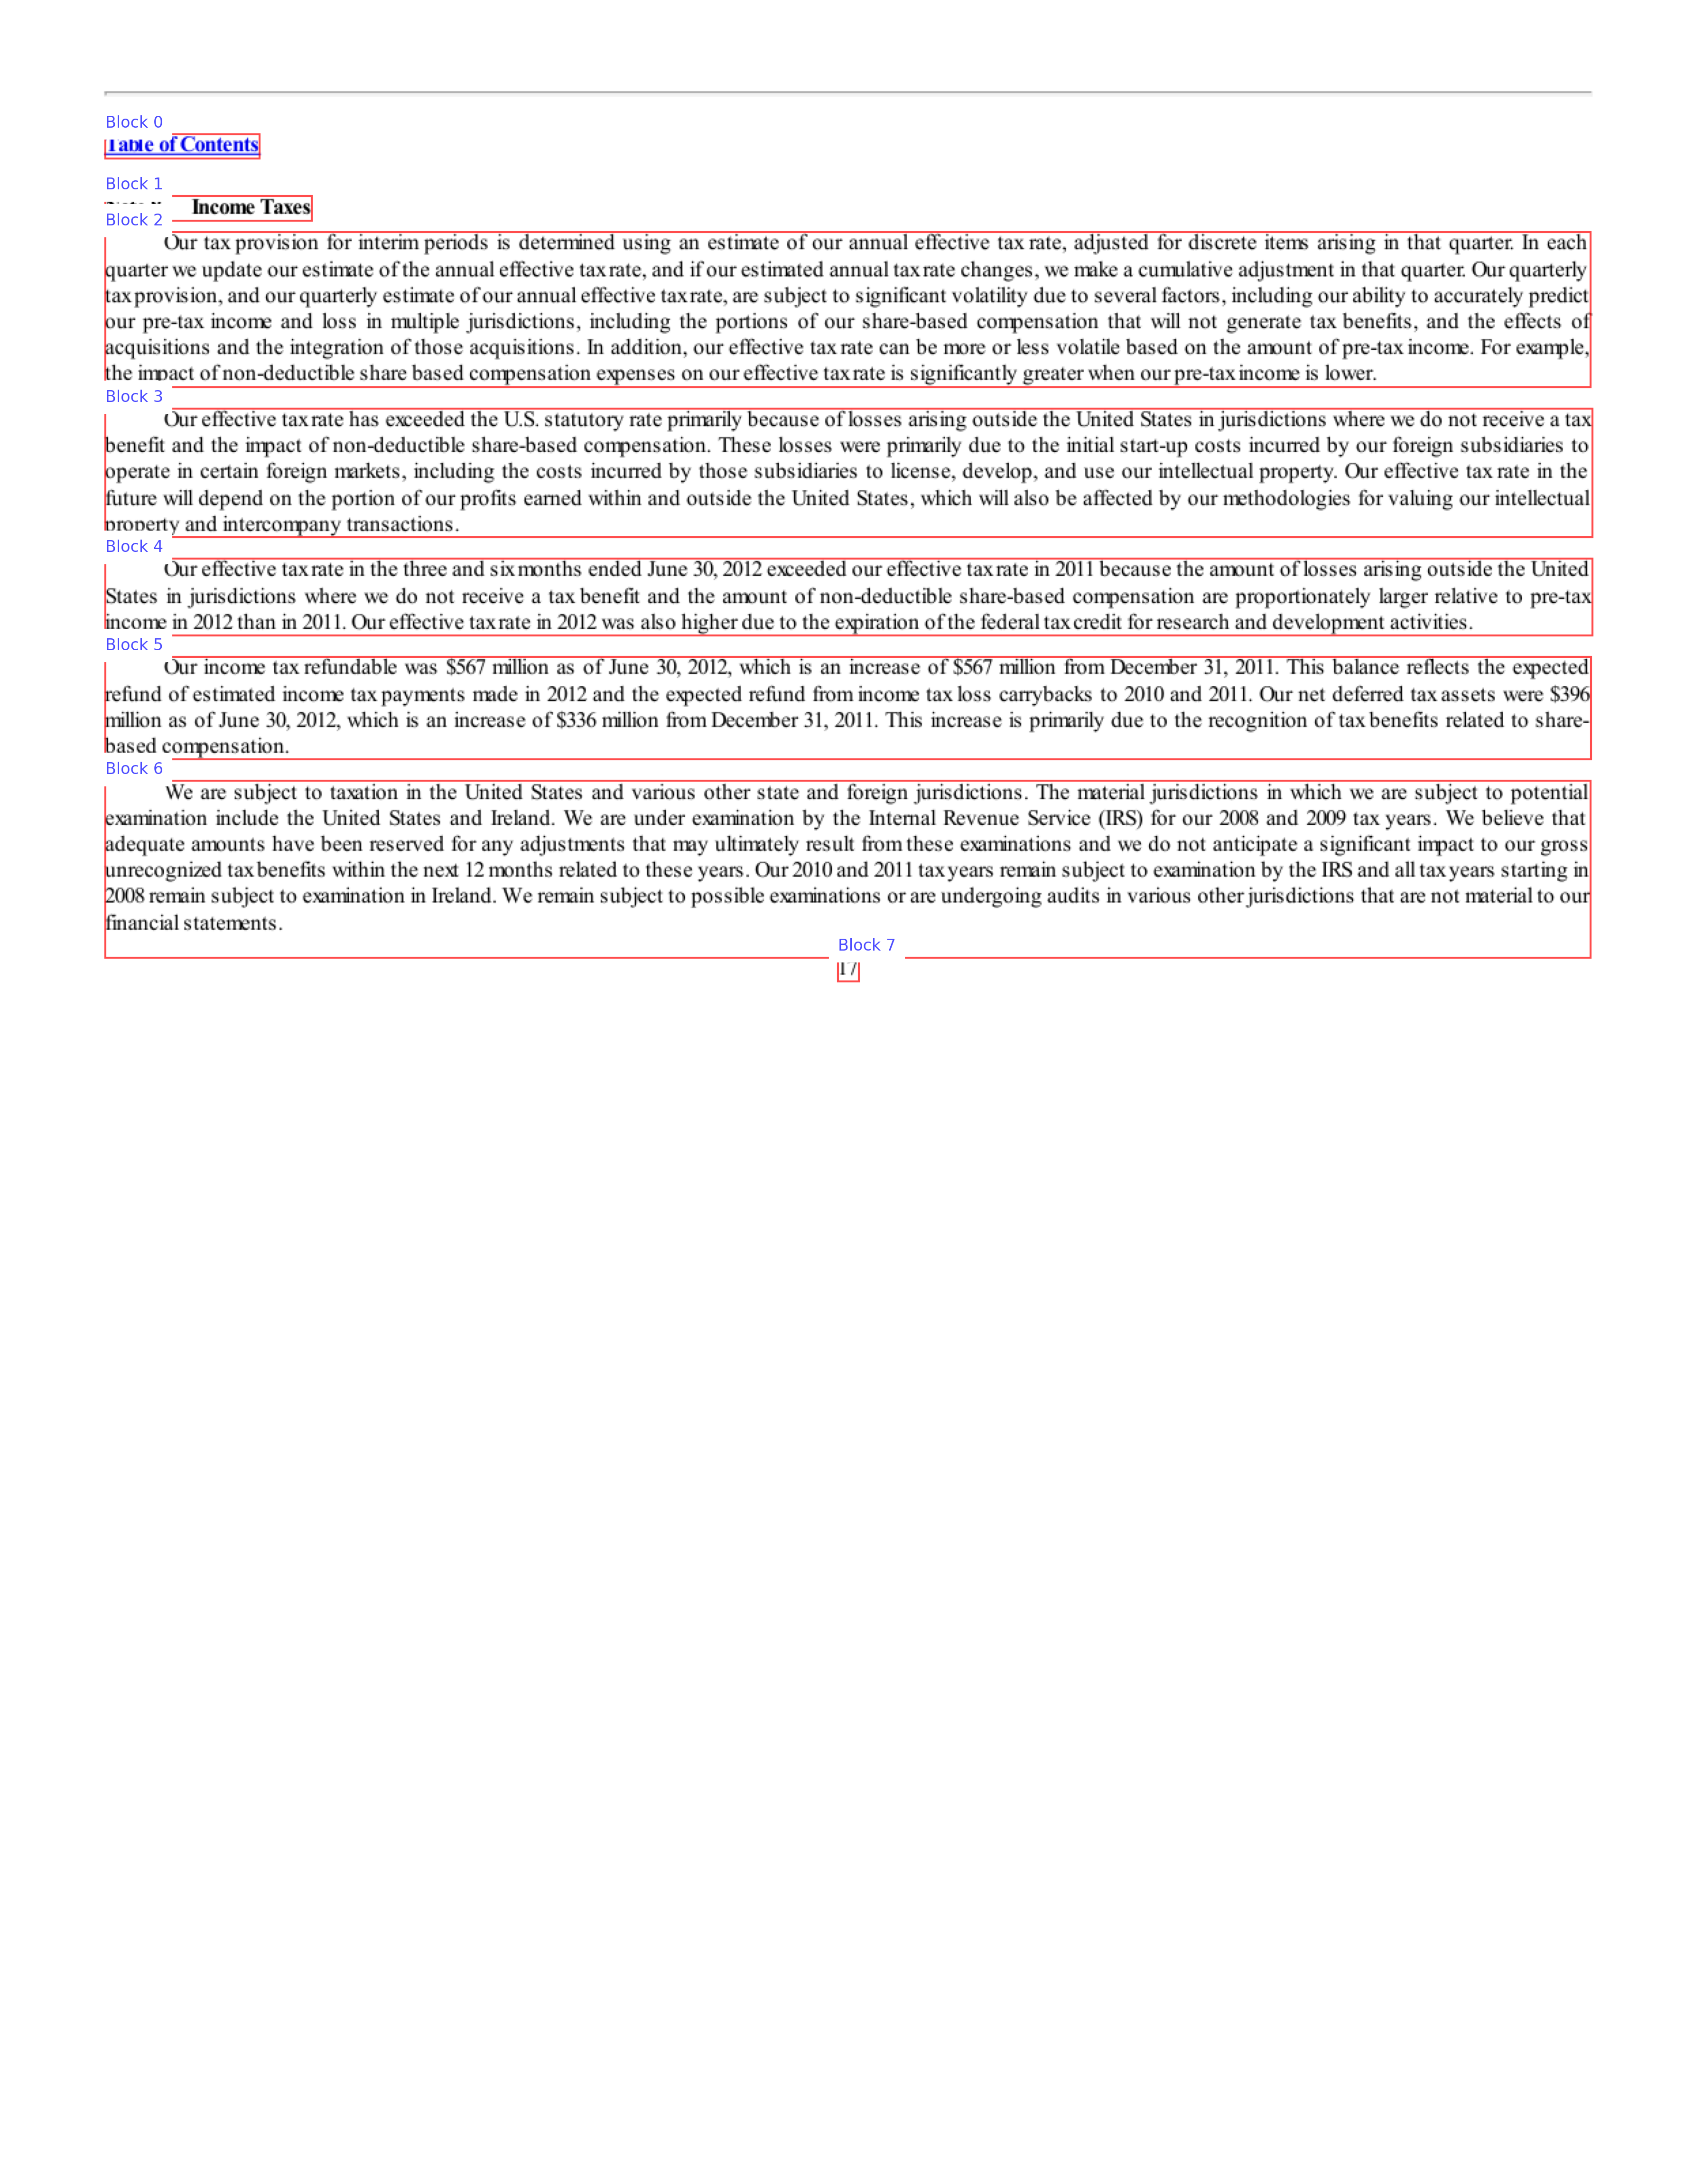 Block 0
Table of Contents
Block 1
Income Taxes
Block 2
Our tax provision for interim periods is determined using an estimate of our annual effective tax rate, adjusted for discrete items arising in that quarter. In each
quarter we update our estimate of the annual effective tax rate, and if our estimated annual tax rate changes, we make a cumulative adjustment in that quarter. Our quarterly
tax provision, and our quarterly estimate of our annual effective tax rate, are subject to significant volatility due to several factors, including our ability to accurately predict
our pre-tax income and loss in multiple jurisdictions, including the portions of our share-based compensation that will not generate tax benefits, and the effects of
acquisitions and the integration of those acquisitions. In addition, our effective tax rate can be more or less volatile based on the amount of pre-tax income. For example,
the impact of non-deductible share based compensation expenses on our effective tax rate is significantly greater when our pre-tax income is lower.
Block 3
Our effective tax rate has exceeded the U.S. statutory rate primarily because of losses arising outside the United States in jurisdictions where we do not receive a tax
benefit and the impact of non-deductible share-based compensation. These losses were primarily due to the initial start-up costs incurred by our foreign subsidiaries to
operate in certain foreign markets, including the costs incurred by those subsidiaries to license, develop, and use our intellectual property. Our effective tax rate in the
future will depend on the portion of our profits earned within and outside the United States, which will also be affected by our methodologies for valuing our intellectual
property and intercompany transactions.
Block 4
Our effective tax rate in the three and six months ended June 30, 2012 exceeded our effective tax rate in 2011 because the amount of losses arising outside the United
States in jurisdictions where we do not receive a tax benefit and the amount of non-deductible share-based compensation are proportionately larger relative to pre-tax
income in 2012 than in 2011. Our effective tax rate in 2012 was also higher due to the expiration of the federal tax credit for research and development activities.
Block 5
Our income tax refundable was $567 million as of June 30, 2012, which is an increase of $567 million from December 31, 2011. This balance reflects the expected
refund of estimated income tax payments made in 2012 and the expected refund from income tax loss carrybacks to 2010 and 2011. Our net deferred tax assets were $396
million as of June 30, 2012, which is an increase of $336 million from December 31, 2011. This increase is primarily due to the recognition of tax benefits related to share-
based compensation.
Block 6
We are subject to taxation in the United States and various other state and foreign jurisdictions. The material jurisdictions in which we are subject to potential
examination include the United States and Ireland. We are under examination by the Internal Revenue Service (IRS) for our 2008 and 2009 tax years. We believe that
adequate amounts have been reserved for any adjustments that may ultimately result from these examinations and we do not anticipate a significant impact to our gross
unrecognized tax benefits within the next 12 months related to these years. Our 2010 and 2011 tax years remain subject to examination by the IRS and all tax years starting in
2008 remain subject to examination in Ireland. We remain subject to possible examinations or are undergoing audits in various other jurisdictions that are not material to our
financial statements.
Block 7
17